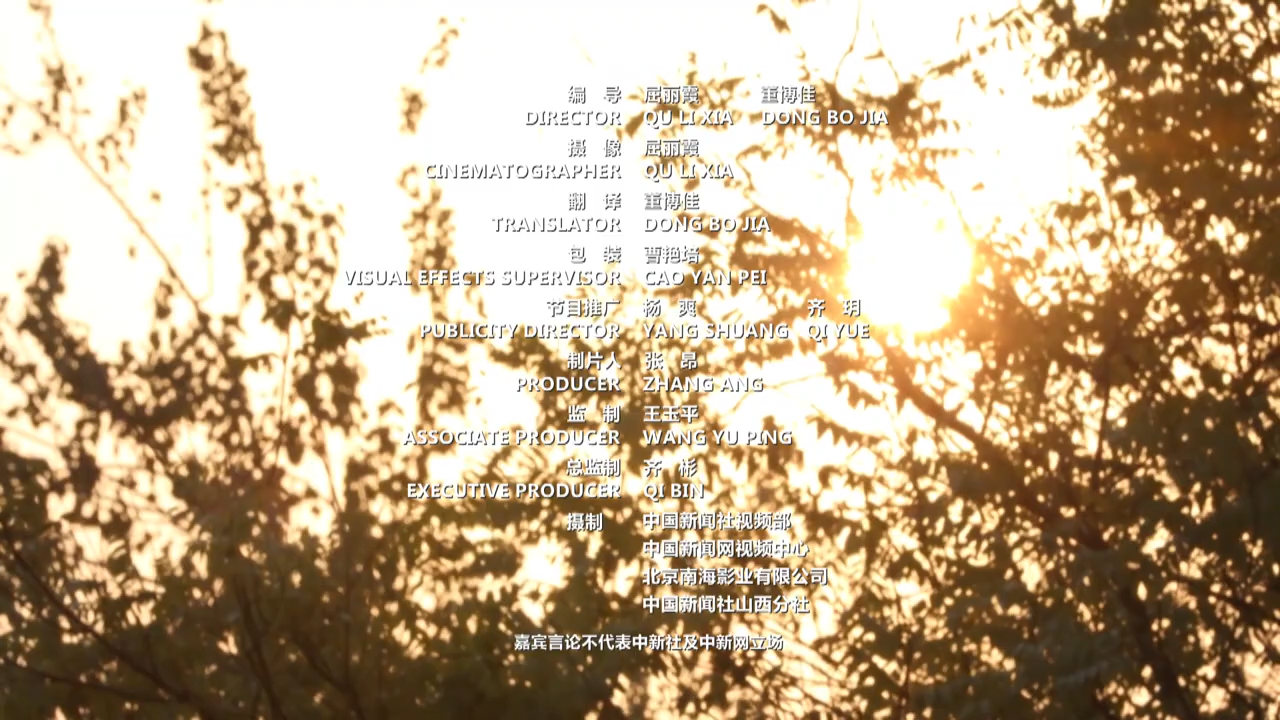 编 导 屈丽霞 董博佳
DIRECTOR QU LI XIA DONG BO JIA
摄 像 屈丽霞
CINEMATOGRAPHER QU LI XIA
翻 译 董博佳
TRANSLATOR DONG BO JIA
包 装 曹艳培
VISUAL EFFECTS SUPERVISOR CAO YAN PEI
节目推广 杨 爽 齐 玥
PUBLICITY DIRECTOR YANG SHUANG QI YUE
制片人 张 昂
PRODUCER ZHANG ANG
监 制 王玉平
ASSOCIATE PRODUCER WANG YU PING
总监制 齐 彬
EXECUTIVE PRODUCER QI BIN
摄制 中国新闻社视频部
中国新闻网视频中心
北京南海影业有限公司
中国新闻社山西分社
嘉宾言论不代表中新社及中新网立场